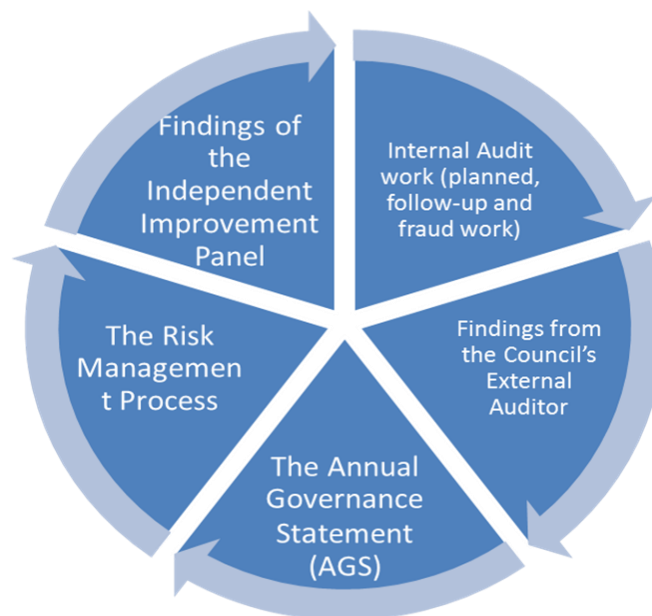 Internal Audit
work (planned,
follow-up and
fraud work)
Findings from
the Council's
External
Auditor
The Annual
Governance
Statement
(AGS)
The Risk
Managemen
t Process
Findings of
the
Independent
Improvement
Panel